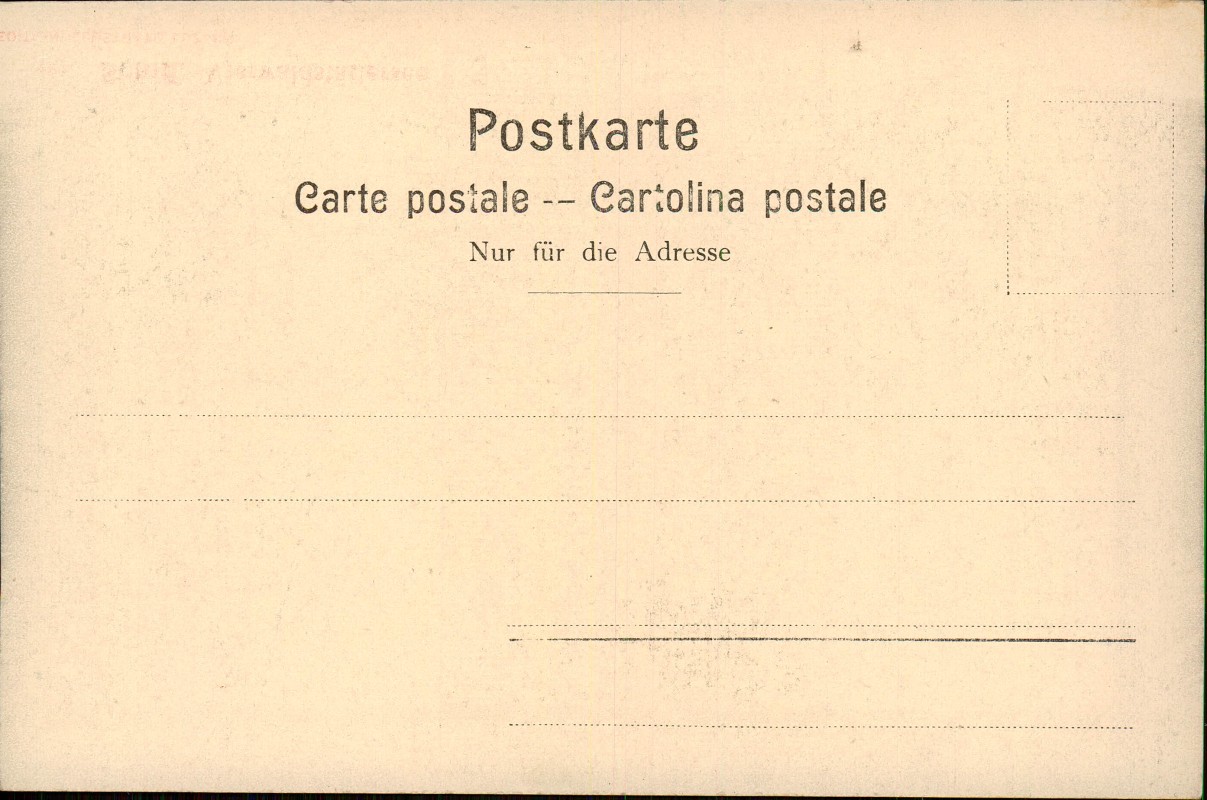 Postkarte
Carte postale -- Cartolina postale
Nur für die Adresse